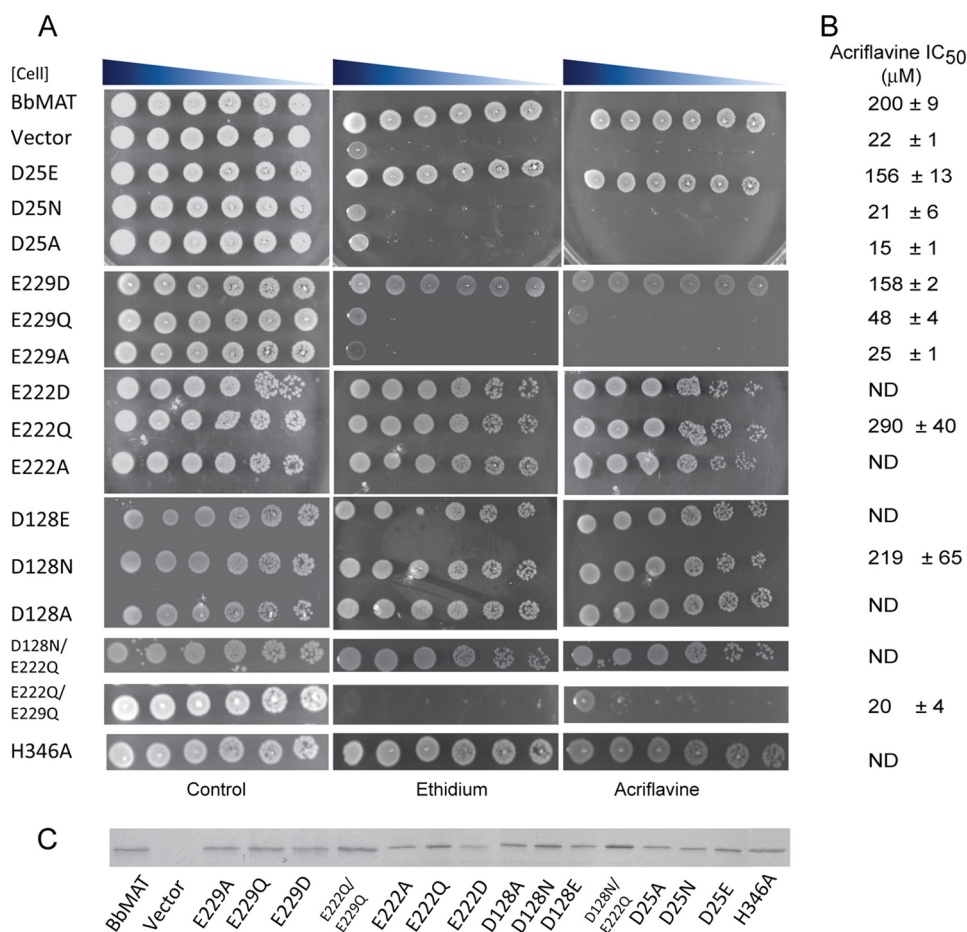 A
B
[Cell]
Acriflavine IC50
(µM)
BbMAT 200 ± 9
Vector 22 ± 1
D25E 156 ± 13
D25N 21 ± 6
D25A 15 ± 1
E229D 158 ± 2
E229Q 48 ± 4
E229A 25 ± 1
E222D ND
E222Q 290 ± 40
E222A ND
D128E ND
D128N 219 ± 65
D128A ND
D128N/
E222Q ND
E222Q/
E229Q 20 ± 4
H346A ND
Control Ethidium Acriflavine
C
BbMAT
Vector
E229A
E229Q
E229D
E222Q/
E229Q
E222A
E222Q
E222D
D128A
D128N
D128E
D128N/
E222Q
D25A
D25N
D25E
H346A